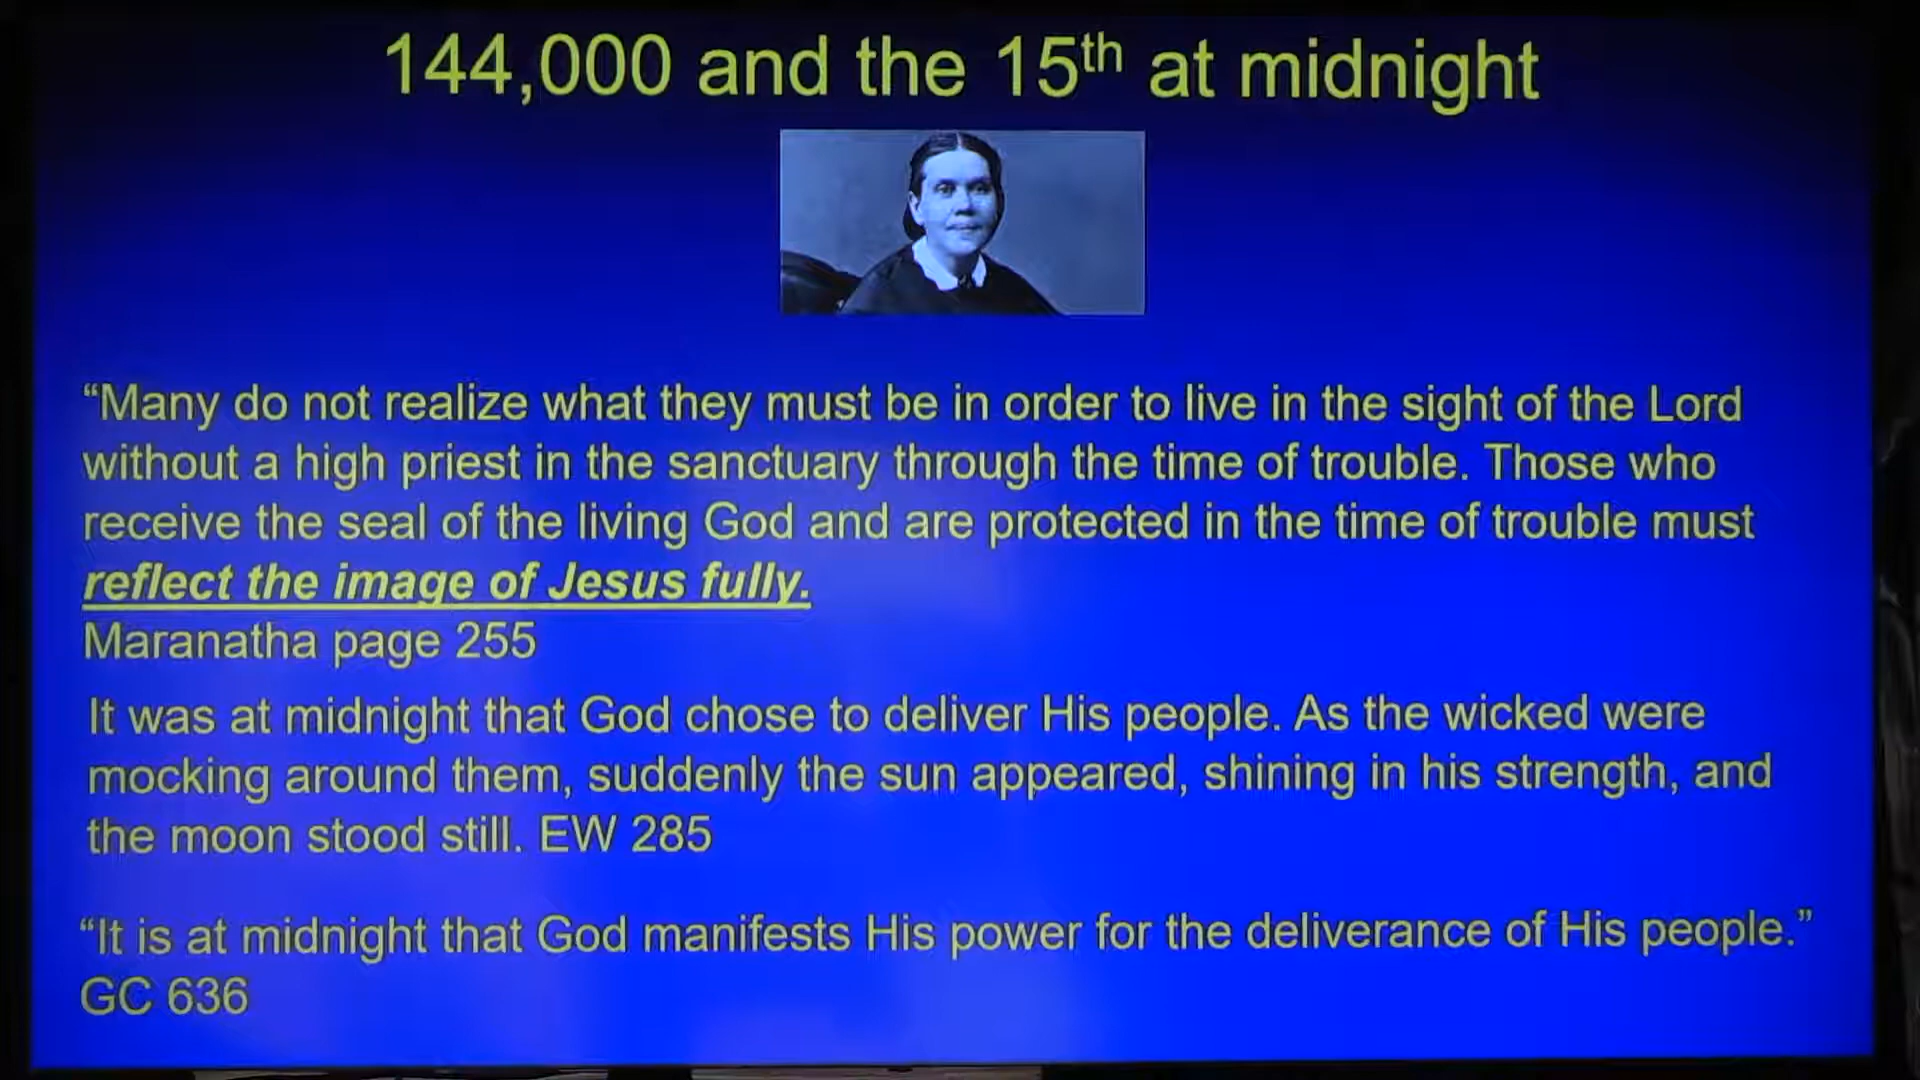 144,000 and the 15th at midnight
“Many do not realize what they must be in order to live in the sight of the Lord
without a high priest in the sanctuary through the time of trouble. Those who
receive the seal of the living God and are protected in the time of trouble must
reflect the image of Jesus fully.
Maranatha page 255
It was at midnight that God chose to deliver His people. As the wicked were
mocking around them, suddenly the sun appeared, shining in his strength, and
the moon stood still. EW 285
“It is at midnight that God manifests His power for the deliverance of His people.”
GC 636